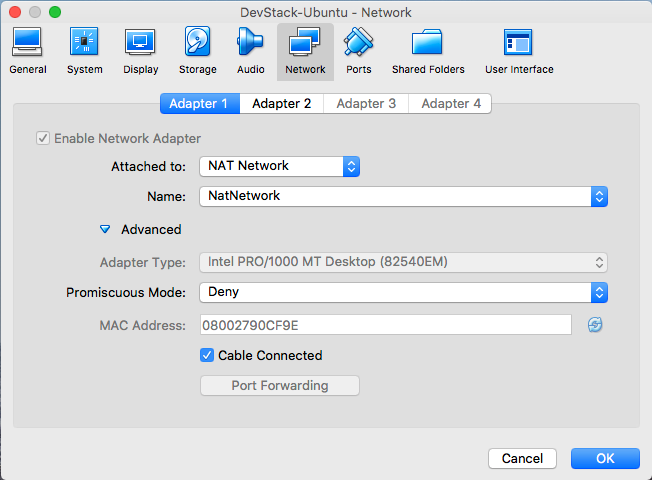 DevStack-Ubuntu - Network
General System Display Storage Audio Network Ports Shared Folders User Interface
Adapter 1 Adapter 2 Adapter 3 Adapter 4
Enable Network Adapter
Attached to: NAT Network
Name: NatNetwork
Advanced
Adapter Type: Intel PRO/1000 MT Desktop (82540EM)
Promiscuous Mode: Deny
MAC Address: 08002790CF9E
Cable Connected
Port Forwarding
Cancel OK